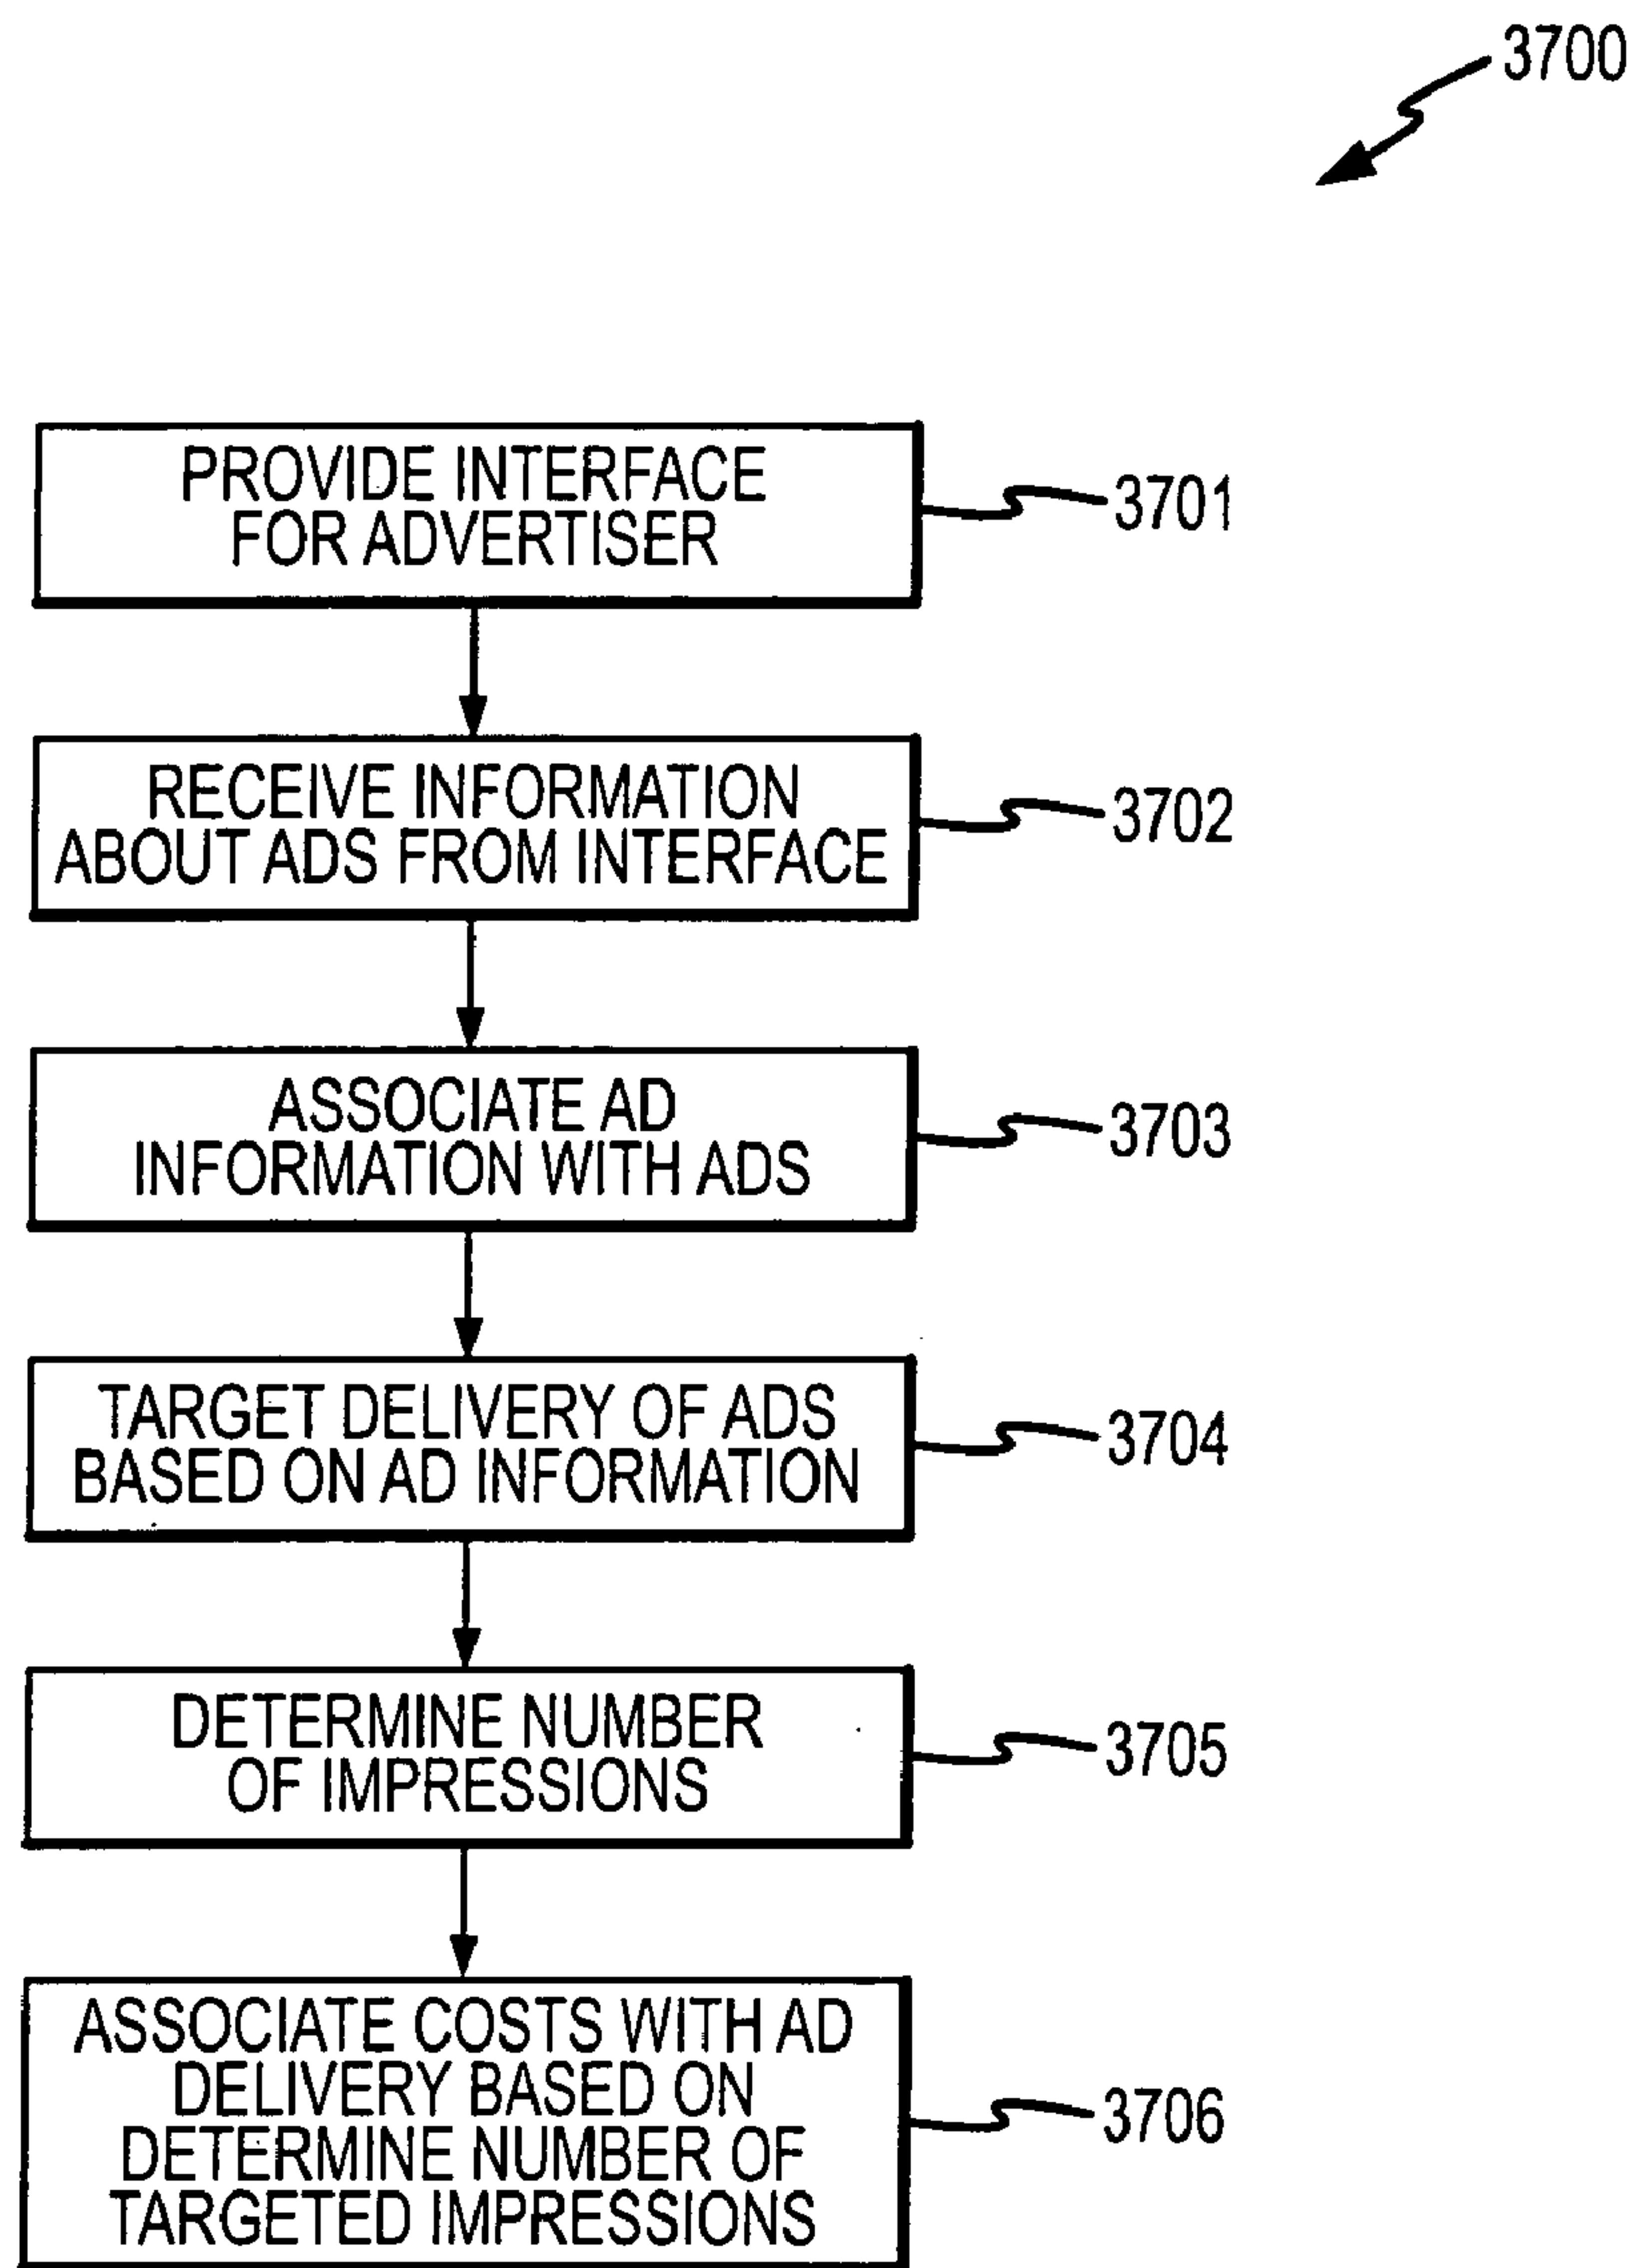 3700
PROVIDE INTERFACE
FOR ADVERTISER
3701
RECEIVE INFORMATION
ABOUT ADS FROM INTERFACE
3702
ASSOCIATE AD
INFORMATION WITH ADS
3703
TARGET DELIVERY OF ADS
BASED ON AD INFORMATION
3704
DETERMINE NUMBER
OF IMPRESSIONS
3705
ASSOCIATE COSTS WITH AD
DELIVERY BASED ON
DETERMINE NUMBER OF
TARGETED IMPRESSIONS
3706